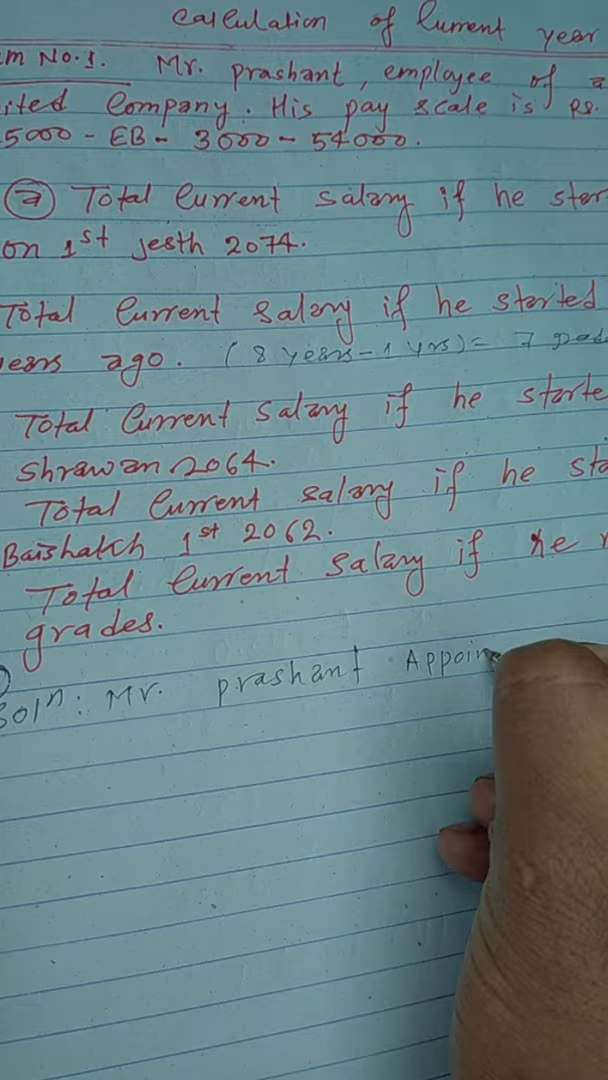 Calculation of Current year
m No.1. Mr. prashant, employee of a
ited Company. His pay scale is Rs.
5000 - EB - 3000 - 54000.
(a) Total Current salary if he star
on 1st jesth 2074.
Total Current salary if he started
ears ago. (8 years - 1 yrs) = 7 grad
Total Current salary if he starte
Shrawan 2064.
Total Current salary if he sta
Baishakh 1st 2062.
Total Current salary if he r
grades.
Soln: Mr. prashant Appoin